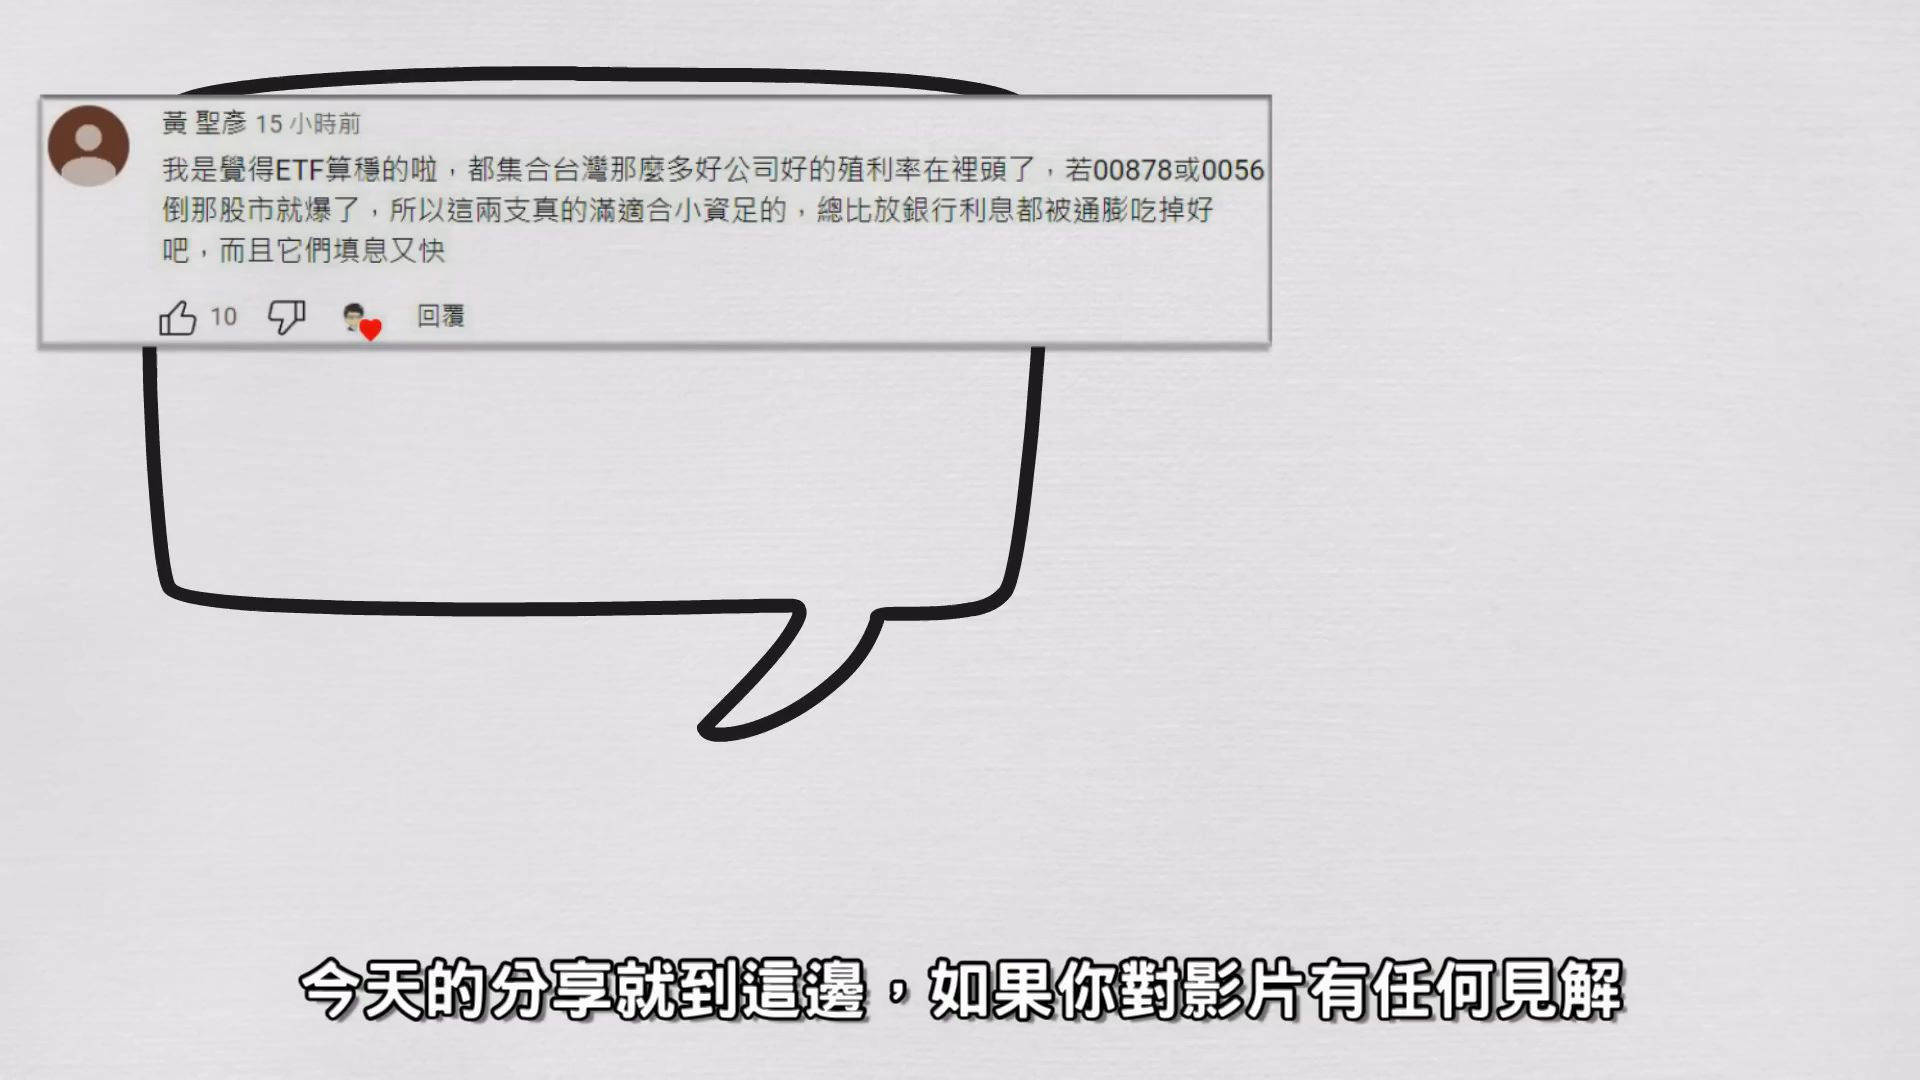 黃 聖彥 15 小時前
我是覺得ETF算穩的啦，都集合台灣那麼多好公司好的殖利率在裡頭了，若00878或0056
倒那股市就爆了，所以這兩支真的滿適合小資足的，總比放銀行利息都被通膨吃掉好
吧，而且它們填息又快
10 回覆
今天的分享就到這邊，如果你對影片有任何見解